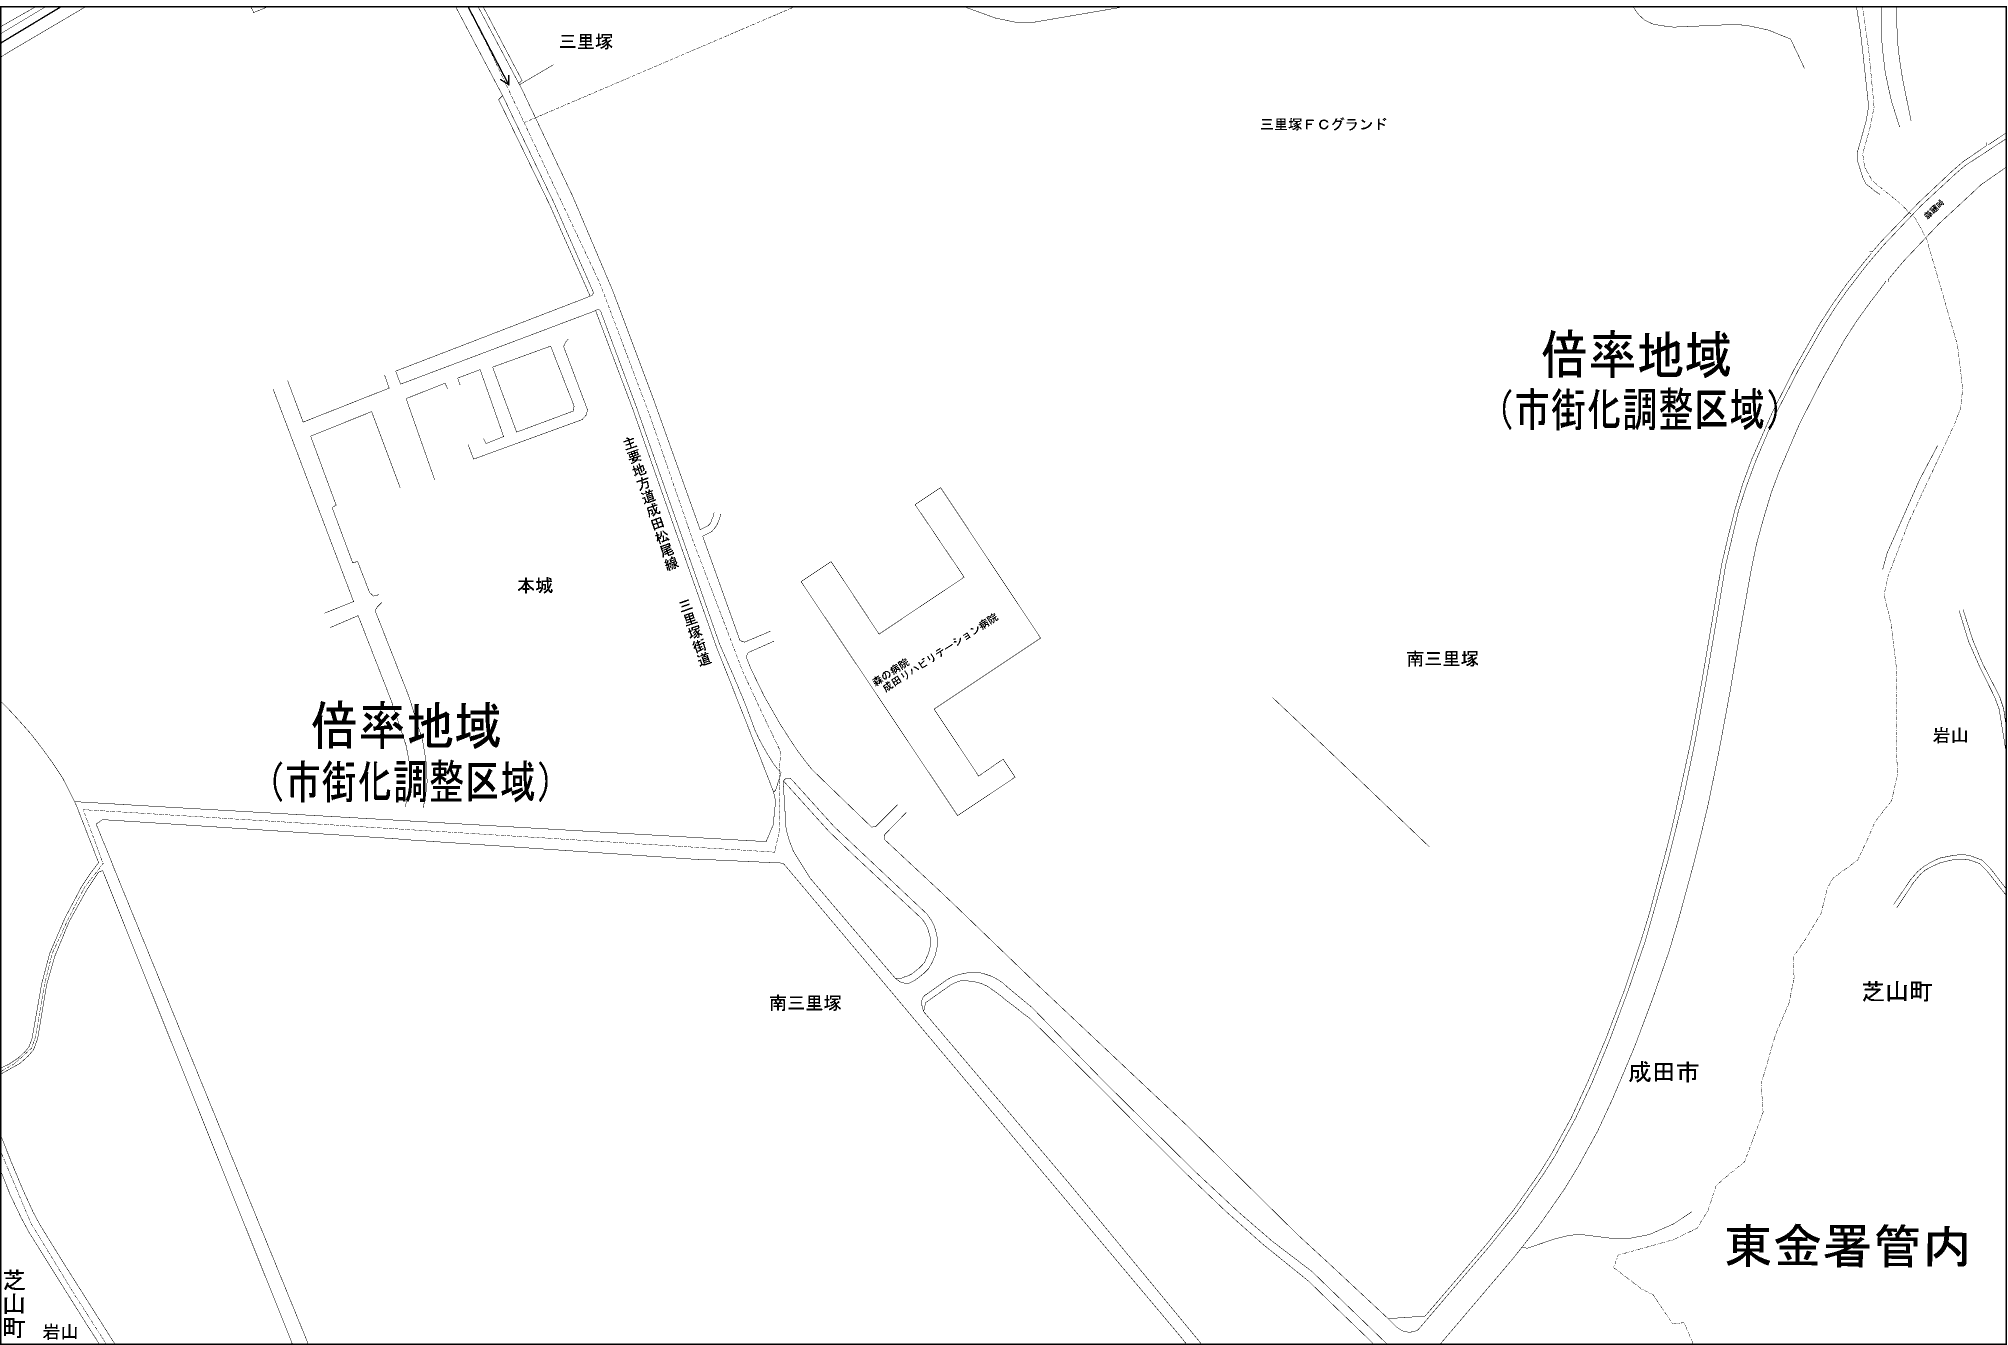 三里塚
三里塚ＦＣグランド
倍率地域
（市街化調整区域）
主要地方道成田松尾線　三里塚街道
本城
森の病院
成田リハビリテーション病院
南三里塚
倍率地域
（市街化調整区域）
岩山
南三里塚
芝山町
成田市
東金署管内
芝山町
岩山